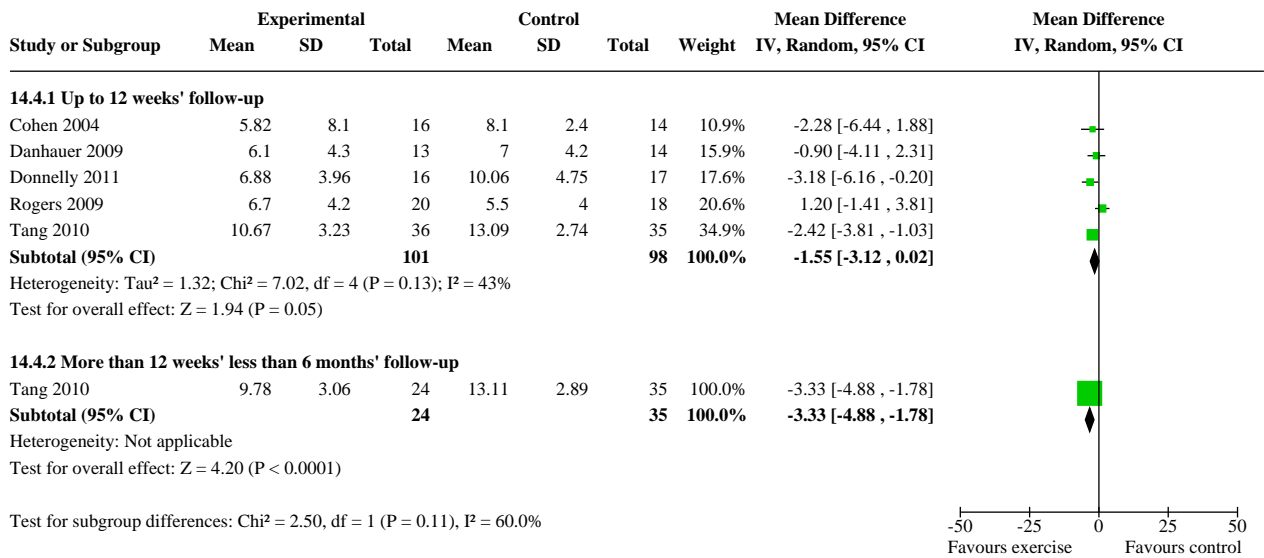 Experimental Control Mean Difference Mean Difference
Study or Subgroup Mean SD Total Mean SD Total Weight IV, Random, 95% CI IV, Random, 95% CI
14.4.1 Up to 12 weeks' follow-up
Cohen 2004 5.82 8.1 16 8.1 2.4 14 10.9% -2.28 [-6.44 , 1.88]
Danhauer 2009 6.1 4.3 13 7 4.2 14 15.9% -0.90 [-4.11 , 2.31]
Donnelly 2011 6.88 3.96 16 10.06 4.75 17 17.6% -3.18 [-6.16 , -0.20]
Rogers 2009 6.7 4.2 20 5.5 4 18 20.6% 1.20 [-1.41 , 3.81]
Tang 2010 10.67 3.23 36 13.09 2.74 35 34.9% -2.42 [-3.81 , -1.03]
Subtotal (95% CI) 101 98 100.0% -1.55 [-3.12 , 0.02]
Heterogeneity: Tau² = 1.32; Chi² = 7.02, df = 4 (P = 0.13); I² = 43%
Test for overall effect: Z = 1.94 (P = 0.05)
14.4.2 More than 12 weeks' less than 6 months' follow-up
Tang 2010 9.78 3.06 24 13.11 2.89 35 100.0% -3.33 [-4.88 , -1.78]
Subtotal (95% CI) 24 35 100.0% -3.33 [-4.88 , -1.78]
Heterogeneity: Not applicable
Test for overall effect: Z = 4.20 (P < 0.0001)
Test for subgroup differences: Chi² = 2.50, df = 1 (P = 0.11), I² = 60.0%
-50 -25 0 25 50
Favours exercise Favours control